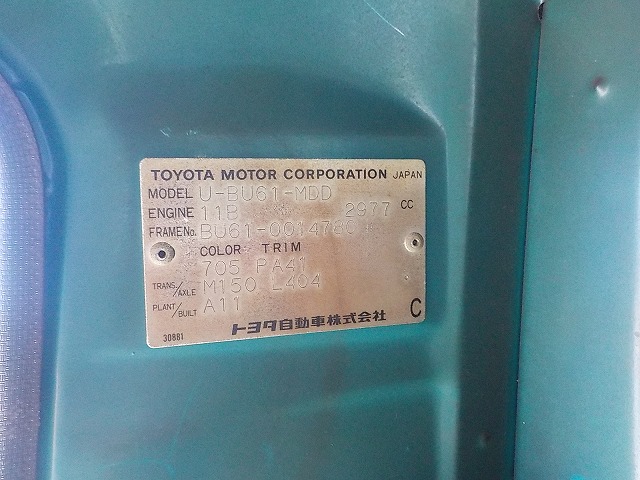 TOYOTA MOTOR CORPORATION JAPAN
MODEL U-BU61-MDD
ENGINE 11B 2977 CC
FRAME No. BU61-0014780
COLOR TRIM
705 PA41
TRANS./AXLE M150 L404
PLANT/BUILT A11
トヨタ自動車株式会社 C
30881